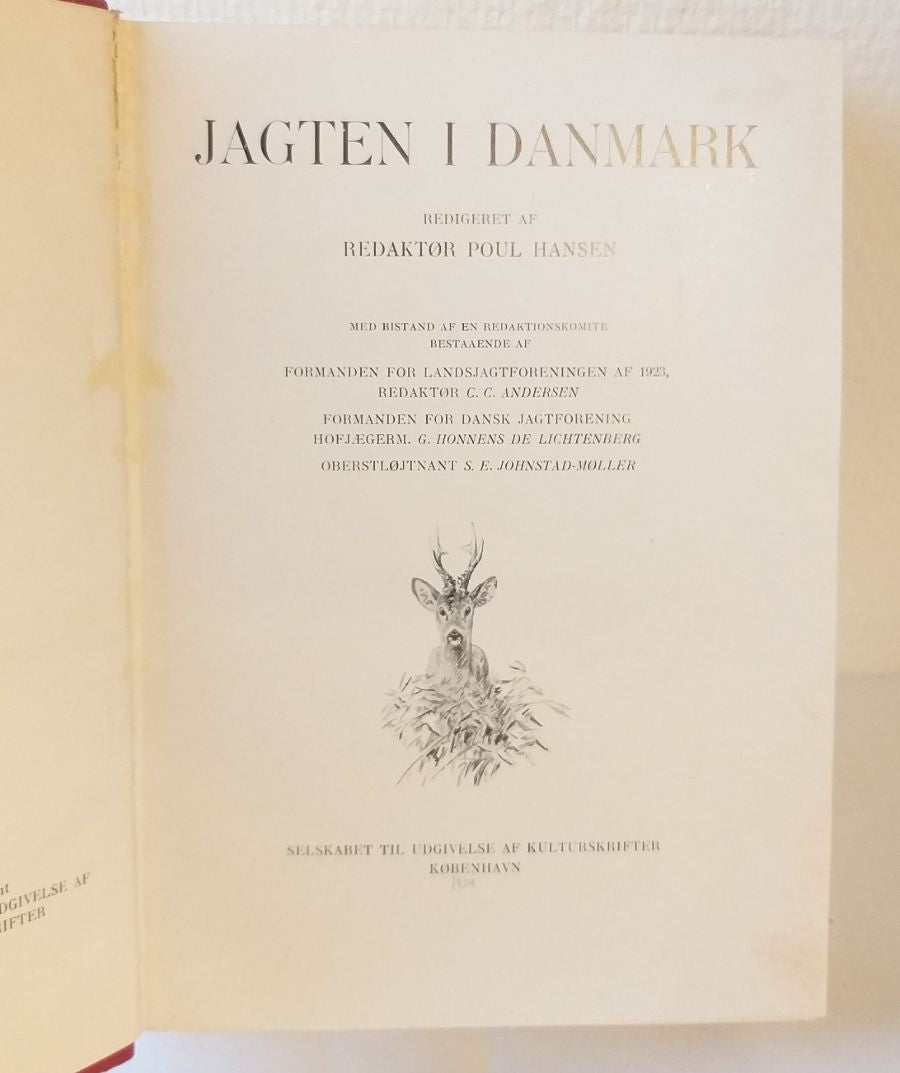 JAGTEN I DANMARK
REDIGERET AF
REDAKTØR POUL HANSEN
MED BISTAND AF EN REDAKTIONSKOMITE
BESTAAENDE AF
FORMANDEN FOR LANDSJAGTFORENINGEN AF 1923,
REDAKTØR C. C. ANDERSEN
FORMANDEN FOR DANSK JAGTFORENING
HOFJÆGERM. G. HONNENS DE LICHTENBERG
OBERSTLØJTNANT S. E. JOHNSTAD-MØLLER
SELSKABET TIL UDGIVELSE AF KULTURSKRIFTER
KØBENHAVN
AF